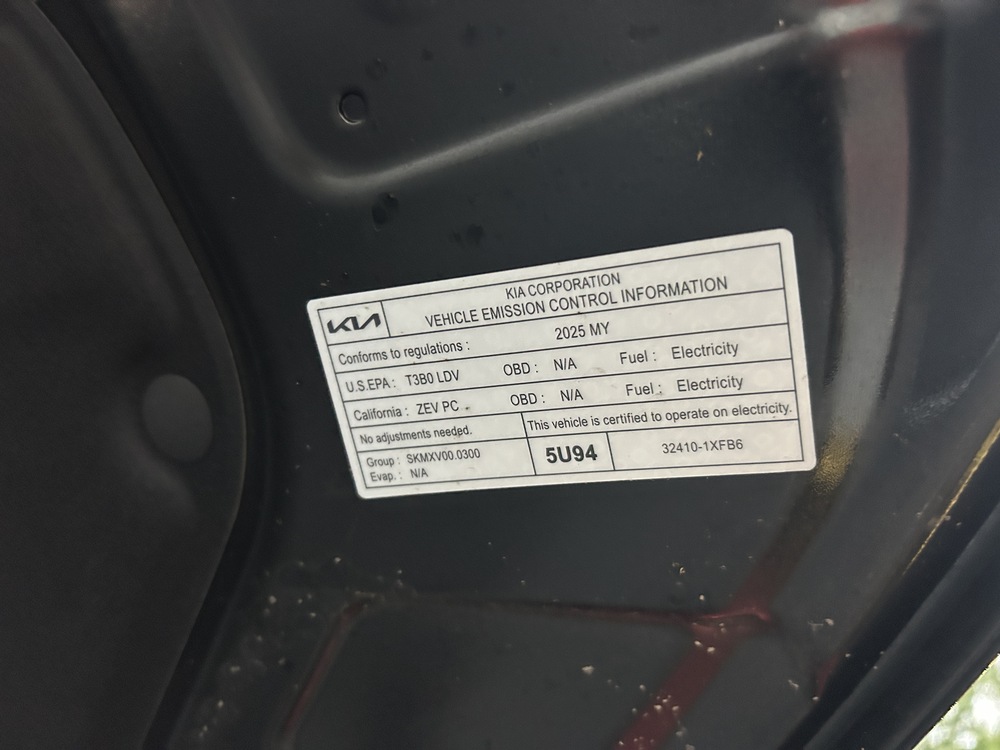 KIA
KIA CORPORATION
VEHICLE EMISSION CONTROL INFORMATION
Conforms to regulations : 2025 MY
U.S.EPA : T3B0 LDV OBD : N/A Fuel : Electricity
California : ZEV PC . OBD : N/A Fuel : Electricity
No adjustments needed. This vehicle is certified to operate on electricity.
Group : SKMXV00.0300
Evap. : N/A
5U94
32410-1XFB6